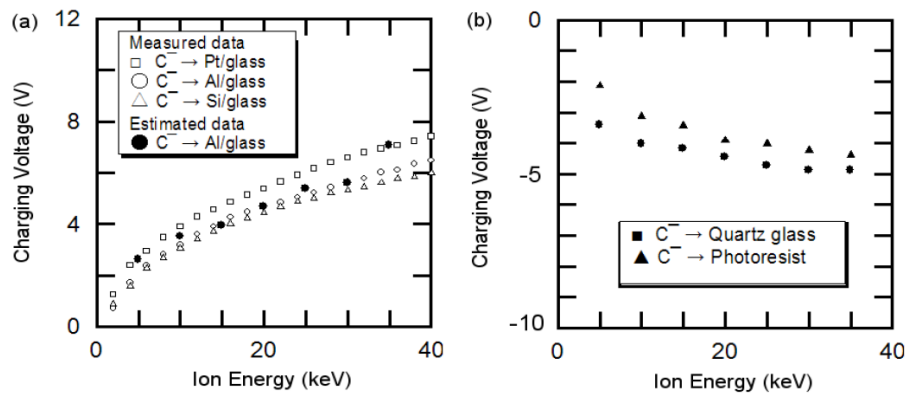 (a)
12
8
4
0
0
20
40
Charging Voltage (V)
Ion Energy (keV)
Measured data
□ C⁻ → Pt/glass
○ C⁻ → Al/glass
△ C⁻ → Si/glass
Estimated data
● C⁻ → Al/glass
(b)
-0
-5
-10
0
20
40
Charging Voltage (V)
Ion Energy (keV)
■ C⁻ → Quartz glass
▲ C⁻ → Photoresist